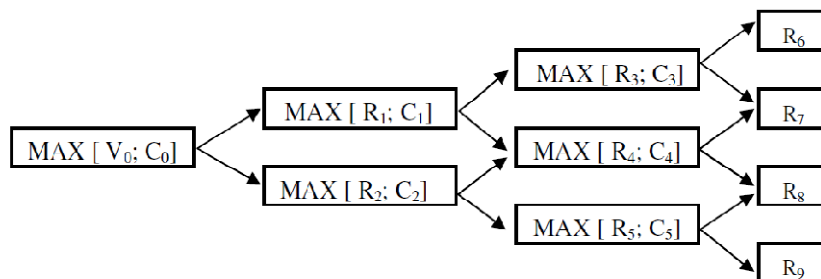 MAX [ V₀; C₀]
MAX [ R₁; C₁]
MAX [ R₂; C₂]
MAX [ R₃; C₃]
MAX [ R₄; C₄]
MAX [ R₅; C₅]
R₆
R₇
R₈
R₉